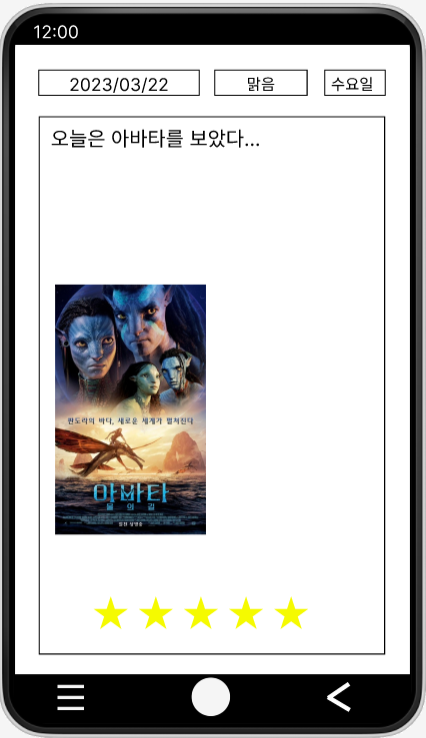 12:00
2023/03/22 맑음 수요일
오늘은 아바타를 보았다...
판도라의 바다, 새로운 세계가 펼쳐진다
아바타
물의 길